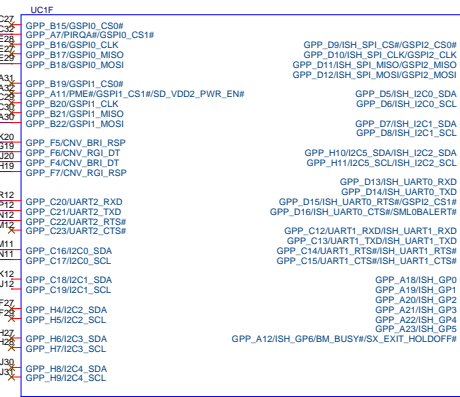 UC1F
GPP_B15/GSPI0_CS0#
GPP_A7/PIRQA#/GSPI0_CS1#
GPP_B16/GSPI0_CLK
GPP_B17/GSPI0_MISO
GPP_B18/GSPI0_MOSI
GPP_B19/GSPI1_CS0#
GPP_A11/PME#/GSPI1_CS1#/SD_VDD2_PWR_EN#
GPP_B20/GSPI1_CLK
GPP_B21/GSPI1_MISO
GPP_B22/GSPI1_MOSI
GPP_F5/CNV_BRI_RSP
GPP_F6/CNV_RGI_DT
GPP_F4/CNV_BRI_DT
GPP_F7/CNV_RGI_RSP
GPP_C20/UART2_RXD
GPP_C21/UART2_TXD
GPP_C22/UART2_RTS#
GPP_C23/UART2_CTS#
GPP_C16/I2C0_SDA
GPP_C17/I2C0_SCL
GPP_C18/I2C1_SDA
GPP_C19/I2C1_SCL
GPP_H4/I2C2_SDA
GPP_H5/I2C2_SCL
GPP_H6/I2C3_SDA
GPP_H7/I2C3_SCL
GPP_H8/I2C4_SDA
GPP_H9/I2C4_SCL
GPP_D9/ISH_SPI_CS#/GSPI2_CS0#
GPP_D10/ISH_SPI_CLK/GSPI2_CLK
GPP_D11/ISH_SPI_MISO/GSPI2_MISO
GPP_D12/ISH_SPI_MOSI/GSPI2_MOSI
GPP_D5/ISH_I2C0_SDA
GPP_D6/ISH_I2C0_SCL
GPP_D7/ISH_I2C1_SDA
GPP_D8/ISH_I2C1_SCL
GPP_H10/I2C5_SDA/ISH_I2C2_SDA
GPP_H11/I2C5_SCL/ISH_I2C2_SCL
GPP_D13/ISH_UART0_RXD
GPP_D14/ISH_UART0_TXD
GPP_D15/ISH_UART0_RTS#/GSPI2_CS1#
GPP_D16/ISH_UART0_CTS#/SML0BALERT#
GPP_C12/UART1_RXD/ISH_UART1_RXD
GPP_C13/UART1_TXD/ISH_UART1_TXD
GPP_C14/UART1_RTS#/ISH_UART1_RTS#
GPP_C15/UART1_CTS#/ISH_UART1_CTS#
GPP_A18/ISH_GP0
GPP_A19/ISH_GP1
GPP_A20/ISH_GP2
GPP_A21/ISH_GP3
GPP_A22/ISH_GP4
GPP_A23/ISH_GP5
GPP_A12/ISH_GP6/BM_BUSY#/SX_EXIT_HOLDOFF#